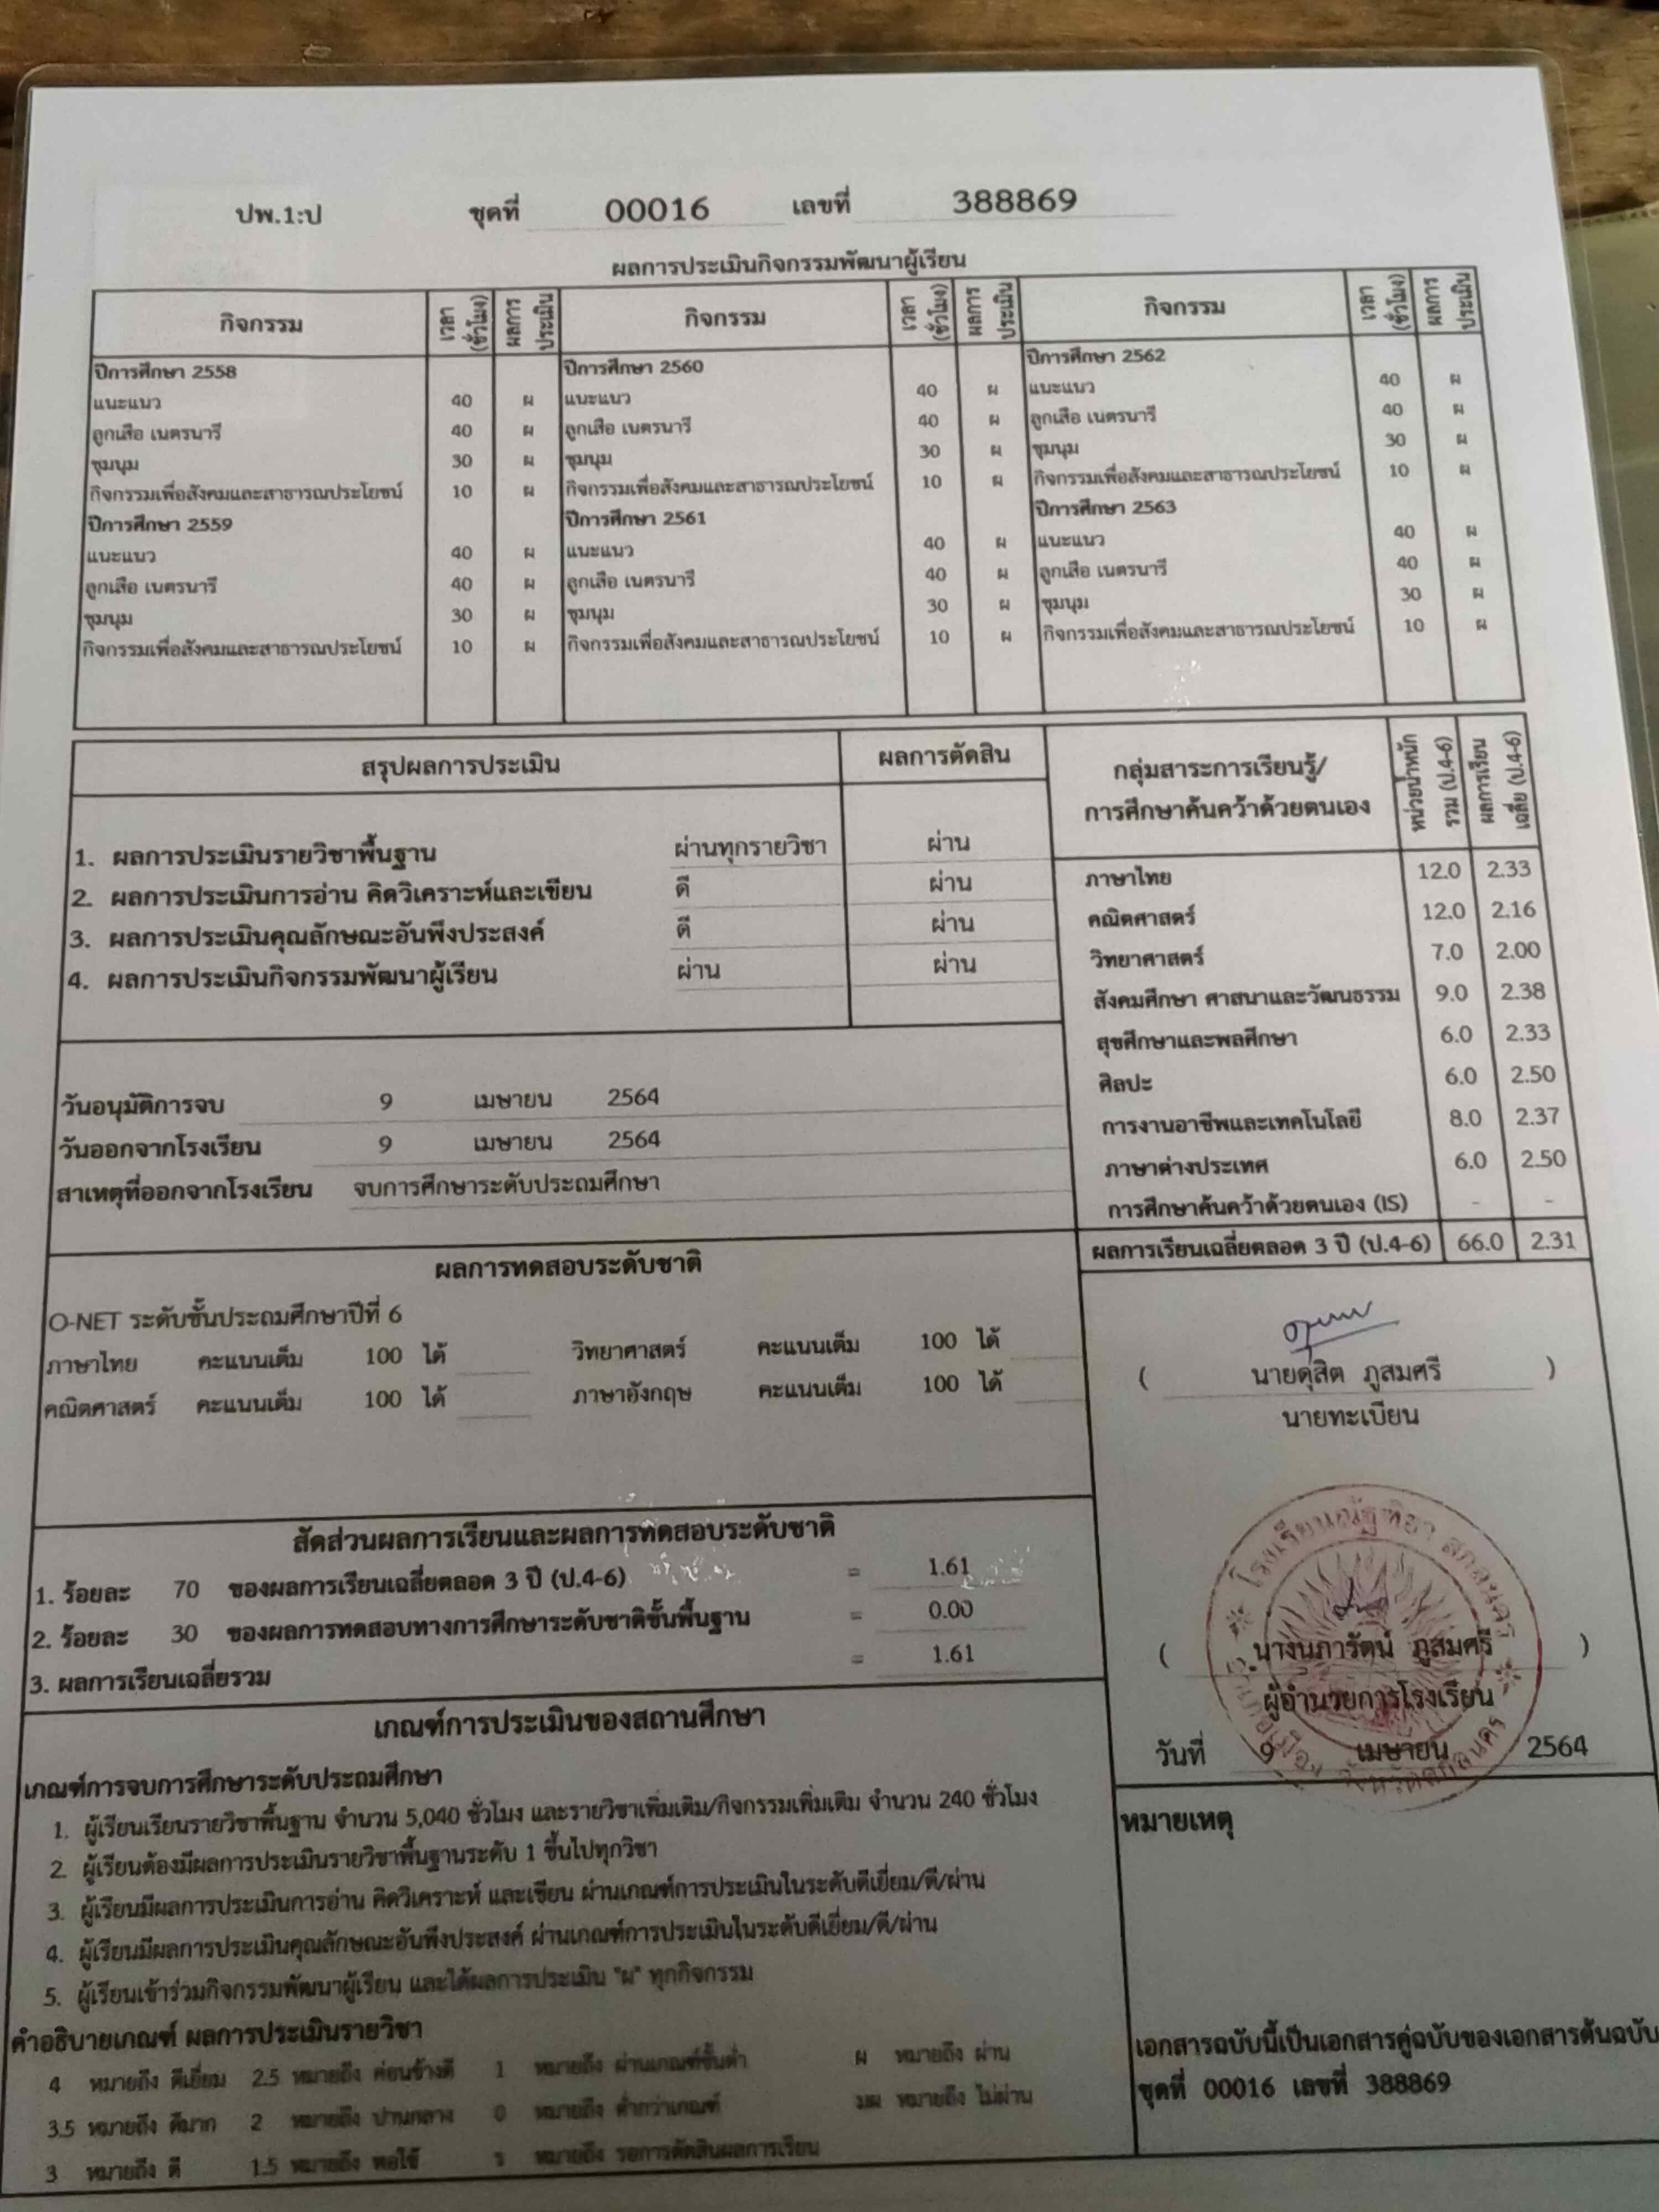 ปพ.1:ป ชุดที่ 00016 เลขที่ 388869
ผลการประเมินกิจกรรมพัฒนาผู้เรียน
กิจกรรม เวลา (ชั่วโมง) ผลการประเมิน กิจกรรม เวลา (ชั่วโมง) ผลการประเมิน กิจกรรม เวลา (ชั่วโมง) ผลการประเมิน
ปีการศึกษา 2558 ปีการศึกษา 2560 ปีการศึกษา 2562
แนะแนว 40 ผ แนะแนว 40 ผ แนะแนว 40 ผ
ลูกเสือ เนตรนารี 40 ผ ลูกเสือ เนตรนารี 40 ผ ลูกเสือ เนตรนารี 40 ผ
ชุมนุม 30 ผ ชุมนุม 30 ผ ชุมนุม 30 ผ
กิจกรรมเพื่อสังคมและสาธารณประโยชน์ 10 ผ กิจกรรมเพื่อสังคมและสาธารณประโยชน์ 10 ผ กิจกรรมเพื่อสังคมและสาธารณประโยชน์ 10 ผ
ปีการศึกษา 2559 ปีการศึกษา 2561 ปีการศึกษา 2563
แนะแนว 40 ผ แนะแนว 40 ผ แนะแนว 40 ผ
ลูกเสือ เนตรนารี 40 ผ ลูกเสือ เนตรนารี 40 ผ ลูกเสือ เนตรนารี 40 ผ
ชุมนุม 30 ผ ชุมนุม 30 ผ ชุมนุม 30 ผ
กิจกรรมเพื่อสังคมและสาธารณประโยชน์ 10 ผ กิจกรรมเพื่อสังคมและสาธารณประโยชน์ 10 ผ กิจกรรมเพื่อสังคมและสาธารณประโยชน์ 10 ผ
สรุปผลการประเมิน ผลการตัดสิน
1. ผลการประเมินรายวิชาพื้นฐาน ผ่านทุกรายวิชา ผ่าน
2. ผลการประเมินการอ่าน คิดวิเคราะห์และเขียน ดี ผ่าน
3. ผลการประเมินคุณลักษณะอันพึงประสงค์ ดี ผ่าน
4. ผลการประเมินกิจกรรมพัฒนาผู้เรียน ผ่าน ผ่าน
วันอนุมัติการจบ 9 เมษายน 2564
วันออกจากโรงเรียน 9 เมษายน 2564
สาเหตุที่ออกจากโรงเรียน จบการศึกษาระดับประถมศึกษา
กลุ่มสาระการเรียนรู้/
การศึกษาค้นคว้าด้วยตนเอง
หน่วยน้ำหนัก
รวม (ป.4-6)
ผลการเรียน
เฉลี่ย (ป.4-6)
ภาษาไทย 12.0 2.33
คณิตศาสตร์ 12.0 2.16
วิทยาศาสตร์ 7.0 2.00
สังคมศึกษา ศาสนาและวัฒนธรรม 9.0 2.38
สุขศึกษาและพลศึกษา 6.0 2.33
ศิลปะ 6.0 2.50
การงานอาชีพและเทคโนโลยี 8.0 2.37
ภาษาต่างประเทศ 6.0 2.50
การศึกษาค้นคว้าด้วยตนเอง (IS) - -
ผลการเรียนเฉลี่ยตลอด 3 ปี (ป.4-6) 66.0 2.31
ผลการทดสอบระดับชาติ
O-NET ระดับชั้นประถมศึกษาปีที่ 6
ภาษาไทย คะแนนเต็ม 100 ได้ วิทยาศาสตร์ คะแนนเต็ม 100 ได้
คณิตศาสตร์ คะแนนเต็ม 100 ได้ ภาษาอังกฤษ คะแนนเต็ม 100 ได้
สัดส่วนผลการเรียนและผลการทดสอบระดับชาติ
1. ร้อยละ 70 ของผลการเรียนเฉลี่ยตลอด 3 ปี (ป.4-6) = 1.61
2. ร้อยละ 30 ของผลการทดสอบทางการศึกษาระดับชาติขั้นพื้นฐาน = 0.00
3. ผลการเรียนเฉลี่ยรวม = 1.61
( นายดุสิต ภูสมศรี )
นายทะเบียน
( นางนภารัตน์ ภูสมศรี )
ผู้อำนวยการโรงเรียน
วันที่ 9 เมษายน 2564
เกณฑ์การประเมินของสถานศึกษา
เกณฑ์การจบการศึกษาระดับประถมศึกษา
1. ผู้เรียนเรียนรายวิชาพื้นฐาน จำนวน 5,040 ชั่วโมง และรายวิชาเพิ่มเติม/กิจกรรมเพิ่มเติม จำนวน 240 ชั่วโมง
2. ผู้เรียนต้องมีผลการประเมินรายวิชาพื้นฐานระดับ 1 ขึ้นไปทุกวิชา
3. ผู้เรียนมีผลการประเมินการอ่าน คิดวิเคราะห์ และเขียน ผ่านเกณฑ์การประเมินในระดับดีเยี่ยม/ดี/ผ่าน
4. ผู้เรียนมีผลการประเมินคุณลักษณะอันพึงประสงค์ ผ่านเกณฑ์การประเมินในระดับดีเยี่ยม/ดี/ผ่าน
5. ผู้เรียนเข้าร่วมกิจกรรมพัฒนาผู้เรียน และได้ผลการประเมิน "ผ" ทุกกิจกรรม
คำอธิบายเกณฑ์ ผลการประเมินรายวิชา
4 หมายถึง ดีเยี่ยม 2.5 หมายถึง ค่อนข้างดี 1 หมายถึง ผ่านเกณฑ์ขั้นต่ำ ผ หมายถึง ผ่าน
3.5 หมายถึง ดีมาก 2 หมายถึง ปานกลาง 0 หมายถึง ต่ำกว่าเกณฑ์ มผ หมายถึง ไม่ผ่าน
3 หมายถึง ดี 1.5 หมายถึง พอใช้ ร หมายถึง รอการตัดสินผลการเรียน
หมายเหตุ
เอกสารฉบับนี้เป็นเอกสารคู่ฉบับของเอกสารต้นฉบับ
ชุดที่ 00016 เลขที่ 388869